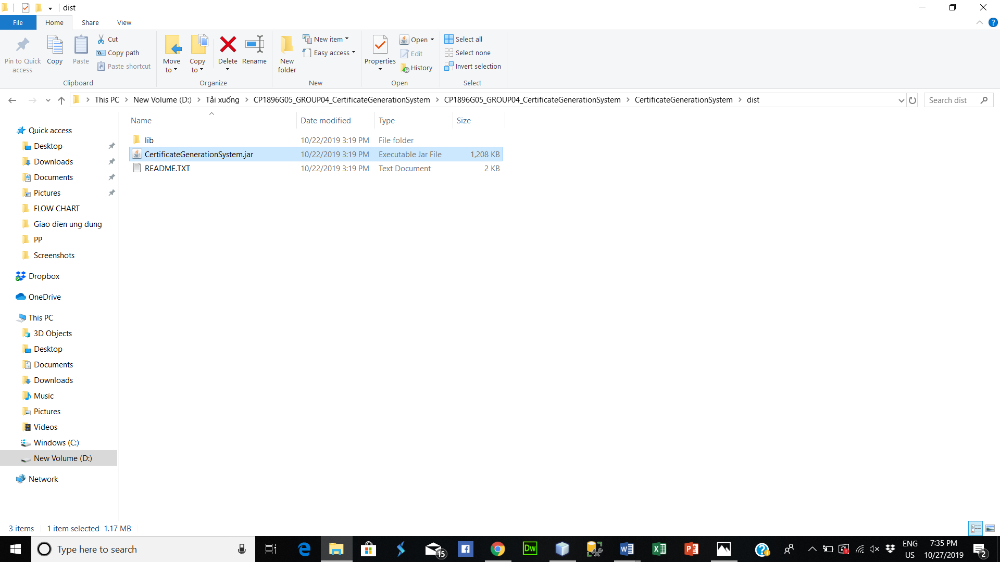 dist
File Home Share View
Pin to Quick access
Copy
Paste
Cut
Copy path
Paste shortcut
Clipboard
Move to
Copy to
Delete
Rename
Organize
New folder
New item
Easy access
New
Properties
Open
Edit
History
Open
Select all
Select none
Invert selection
Select
This PC New Volume (D:) Tải xuống CP1896G05_GROUP04_CertificateGenerationSystem CP1896G05_GROUP04_CertificateGenerationSystem CertificateGenerationSystem dist
Search dist
Name Date modified Type Size
lib 10/22/2019 3:19 PM File folder
CertificateGenerationSystem.jar 10/22/2019 3:19 PM Executable Jar File 1,208 KB
README.TXT 10/22/2019 3:19 PM Text Document 2 KB
Quick access
Desktop
Downloads
Documents
Pictures
FLOW CHART
Giao dien ung dung
PP
Screenshots
Dropbox
OneDrive
This PC
3D Objects
Desktop
Documents
Downloads
Music
Pictures
Videos
Windows (C:)
New Volume (D:)
Network
3 items 1 item selected 1.17 MB
Type here to search
15
Dw
ENG
US
7:35 PM
10/27/2019
2